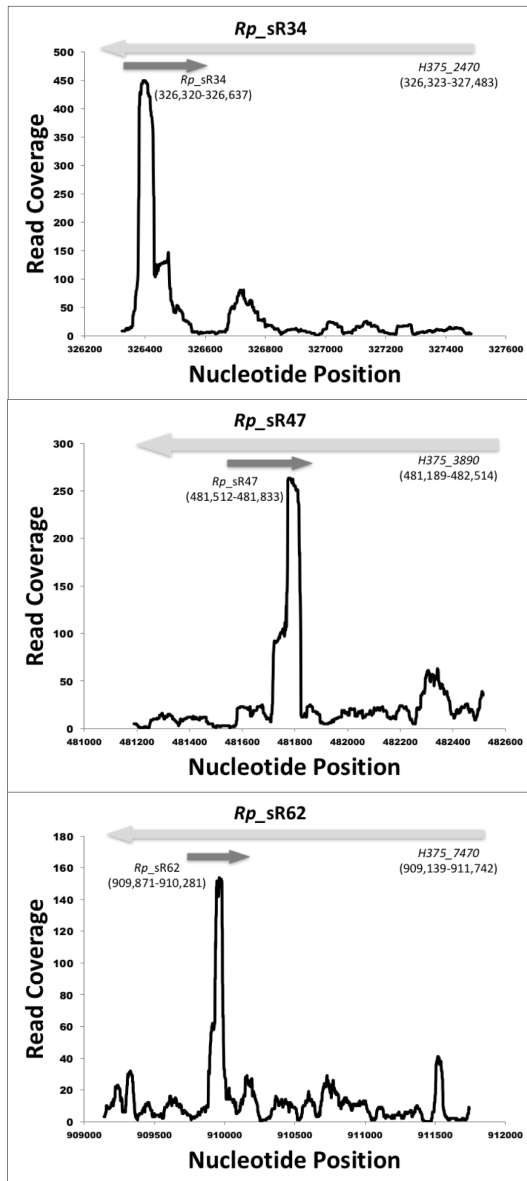 Rp_sR34
500
450
400
350
300
250
200
150
100
50
0
Read Coverage
Rp_sR34
(326,320-326,637)
H375_2470
(326,323-327,483)
326200 326400 326600 326800 327000 327200 327400 327600
Nucleotide Position
Rp_sR47
300
250
200
150
100
50
0
Read Coverage
Rp_sR47
(481,512-481,833)
H375_3890
(481,189-482,514)
481000 481200 481400 481600 481800 482000 482200 482400 482600
Nucleotide Position
Rp_sR62
180
160
140
120
100
80
60
40
20
0
Read Coverage
Rp_sR62
(909,871-910,281)
H375_7470
(909,139-911,742)
909000 909500 910000 910500 911000 911500 912000
Nucleotide Position